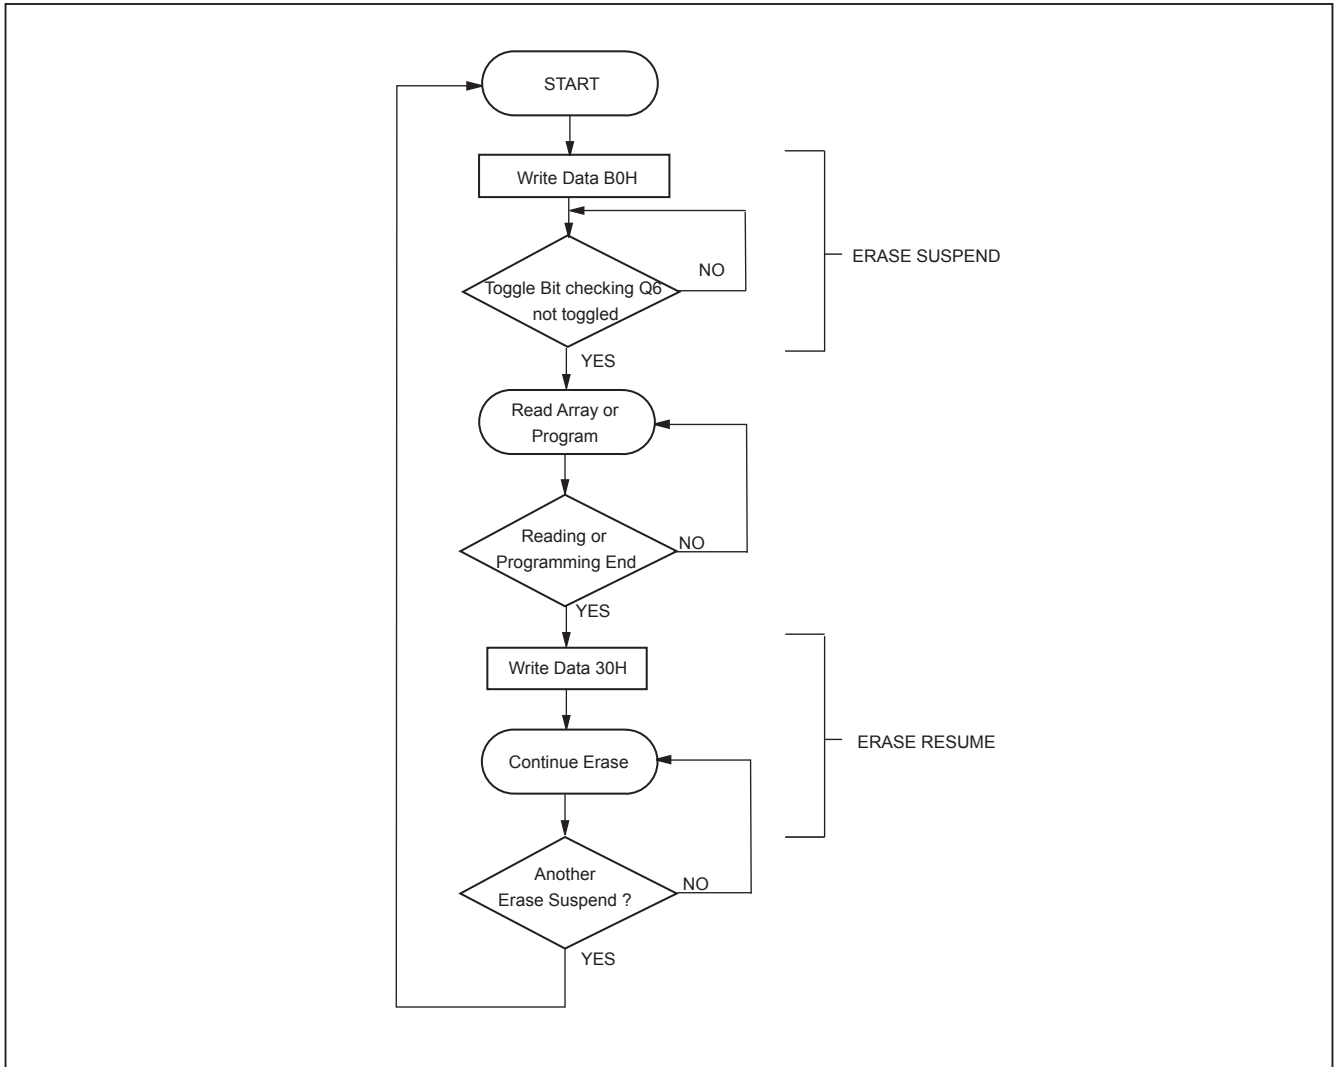 START
Write Data B0H
ERASE SUSPEND
NO
Toggle Bit checking Q6
not toggled
YES
Read Array or
Program
Reading or
NO
Programming End
YES
Write Data 30H
ERASE RESUME
Continue Erase
Another
NO
Erase Suspend ?
YES